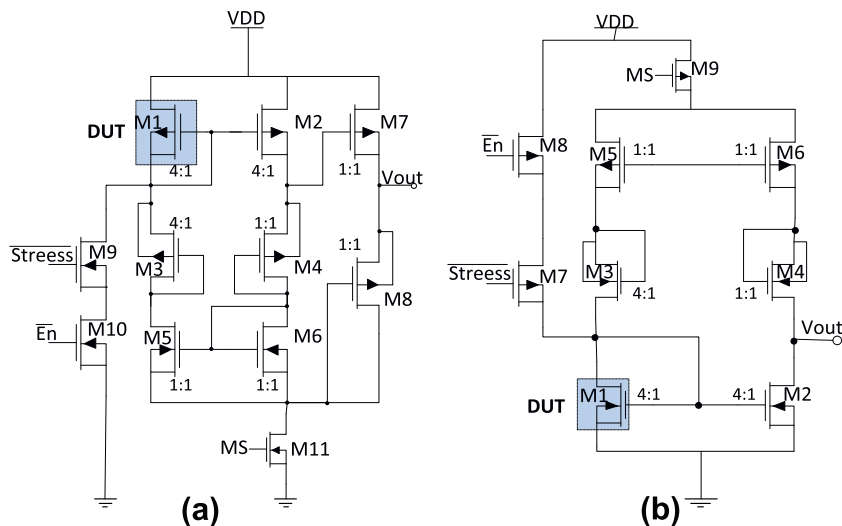 VDD
DUT
M1
M2
M7
4:1
4:1
1:1
Vout
4:1
1:1
1:1
Streess
M9
M3
M4
M8
En
M10
M5
M6
1:1
1:1
MS
M11
(a)
VDD
MS
M9
En
M8
M5
1:1
1:1
M6
Streess
M7
M3
4:1
1:1
M4
Vout
DUT
M1
4:1
4:1
M2
(b)